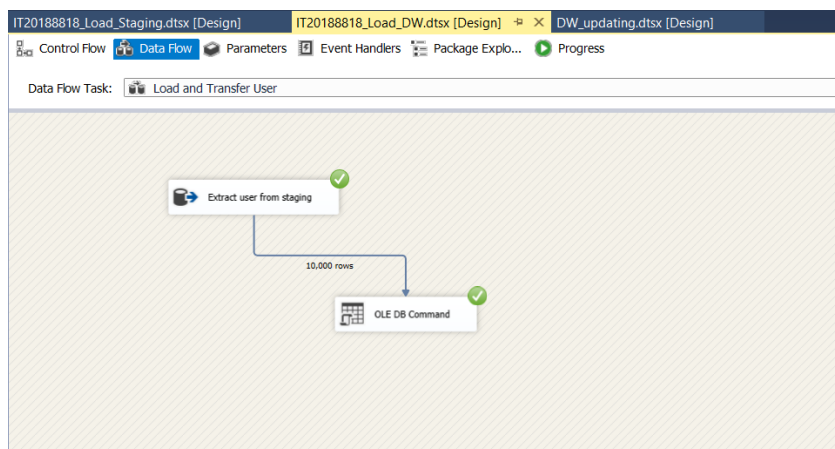 IT20188818_Load_Staging.dtsx [Design] IT20188818_Load_DW.dtsx [Design] DW_updating.dtsx [Design]
Control Flow Data Flow Parameters Event Handlers Package Explo... Progress
Data Flow Task: Load and Transfer User
Extract user from staging
10,000 rows
OLE DB Command